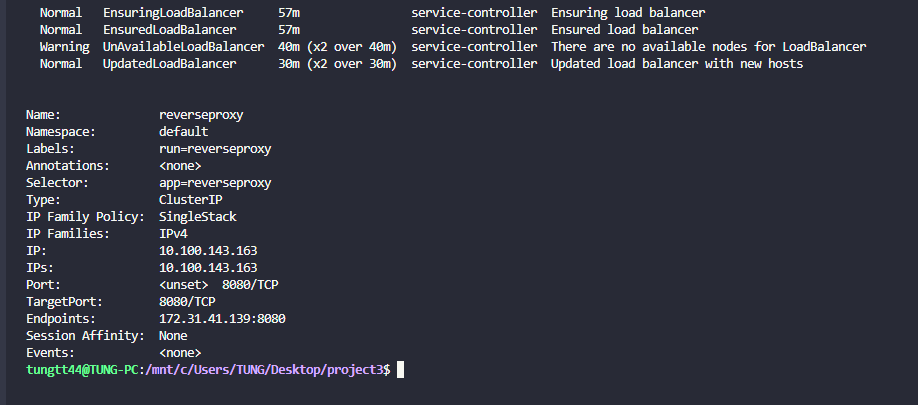 Normal   EnsuringLoadBalancer     57m                 service-controller  Ensuring load balancer
Normal   EnsuredLoadBalancer      57m                 service-controller  Ensured load balancer
Warning  UnAvailableLoadBalancer  40m (x2 over 40m)  service-controller  There are no available nodes for LoadBalancer
Normal   UpdatedLoadBalancer      30m (x2 over 30m)  service-controller  Updated load balancer with new hosts
Name:              reverseproxy
Namespace:         default
Labels:            run=reverseproxy
Annotations:       <none>
Selector:          app=reverseproxy
Type:              ClusterIP
IP Family Policy:  SingleStack
IP Families:       IPv4
IP:                10.100.143.163
IPs:               10.100.143.163
Port:              <unset>  8080/TCP
TargetPort:        8080/TCP
Endpoints:         172.31.41.139:8080
Session Affinity:  None
Events:            <none>
tungtt44@TUNG-PC:/mnt/c/Users/TUNG/Desktop/project3$